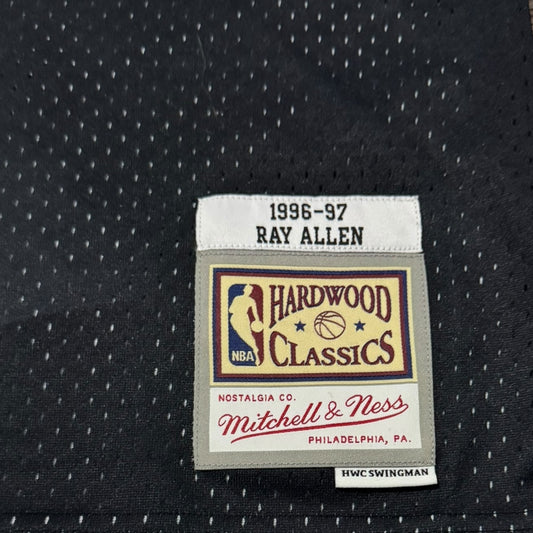 1996-97
RAY ALLEN
NBA
HARDWOOD
CLASSICS
NOSTALGIA CO.
Mitchell & Ness
PHILADELPHIA, PA.
HWC SWINGMAN